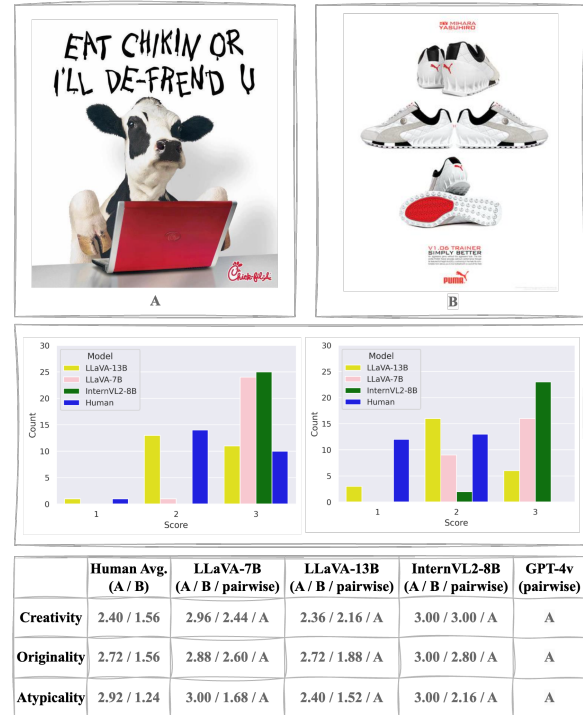 EAT CHIKIN OR
I'LL DE-FREND U
Chick-fil-A
A
MIHARA
YASUHIRO
V1.06 TRAINER
SIMPLY BETTER
PUMA
B
30
25
20
15
10
5
0
Count
Model
LLaVA-13B
LLaVA-7B
InternVL2-8B
Human
1 2 3
Score
30
25
20
15
10
5
0
Count
Model
LLaVA-13B
LLaVA-7B
InternVL2-8B
Human
1 2 3
Score
Human Avg. LLaVA-7B LLaVA-13B InternVL2-8B GPT-4v
(A / B) (A / B / pairwise) (A / B / pairwise) (A / B / pairwise) (pairwise)
Creativity 2.40 / 1.56 2.96 / 2.44 / A 2.36 / 2.16 / A 3.00 / 3.00 / A A
Originality 2.72 / 1.56 2.88 / 2.60 / A 2.72 / 1.88 / A 3.00 / 2.80 / A A
Atypicality 2.92 / 1.24 3.00 / 1.68 / A 2.40 / 1.52 / A 3.00 / 2.16 / A A